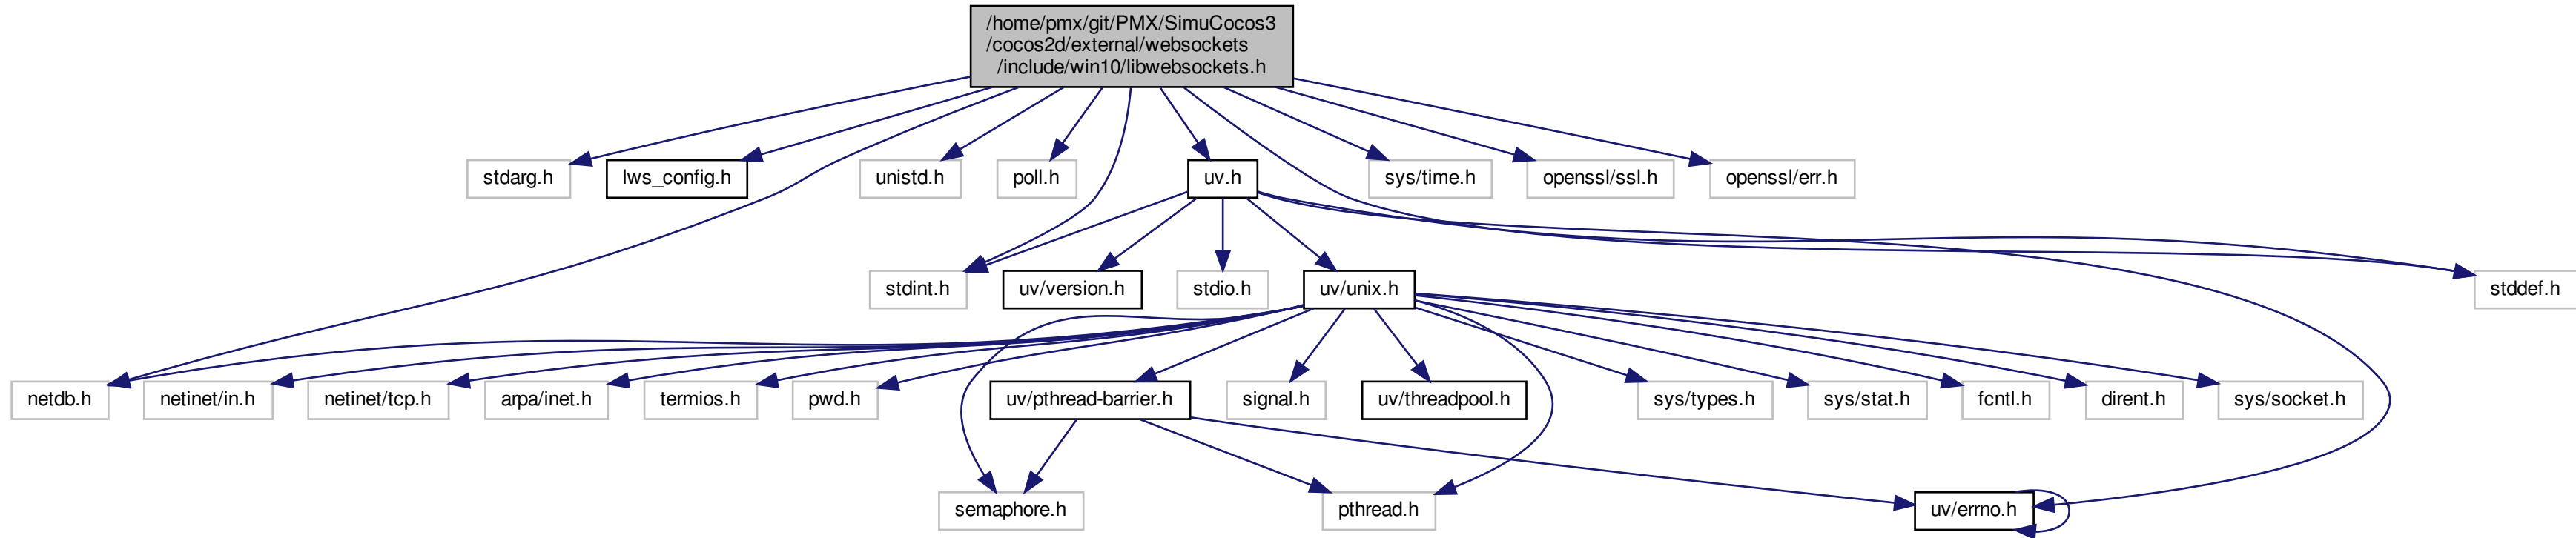 /home/pmx/git/PMX/SimuCocos3
/cocos2d/external/websockets
/include/win10/libwebsockets.h
stdarg.h
lws_config.h
unistd.h
poll.h
uv.h
sys/time.h
openssl/ssl.h
openssl/err.h
stdint.h
uv/version.h
stdio.h
uv/unix.h
stddef.h
netdb.h
netinet/in.h
netinet/tcp.h
arpa/inet.h
termios.h
pwd.h
uv/pthread-barrier.h
signal.h
uv/threadpool.h
sys/types.h
sys/stat.h
fcntl.h
dirent.h
sys/socket.h
semaphore.h
pthread.h
uv/errno.h